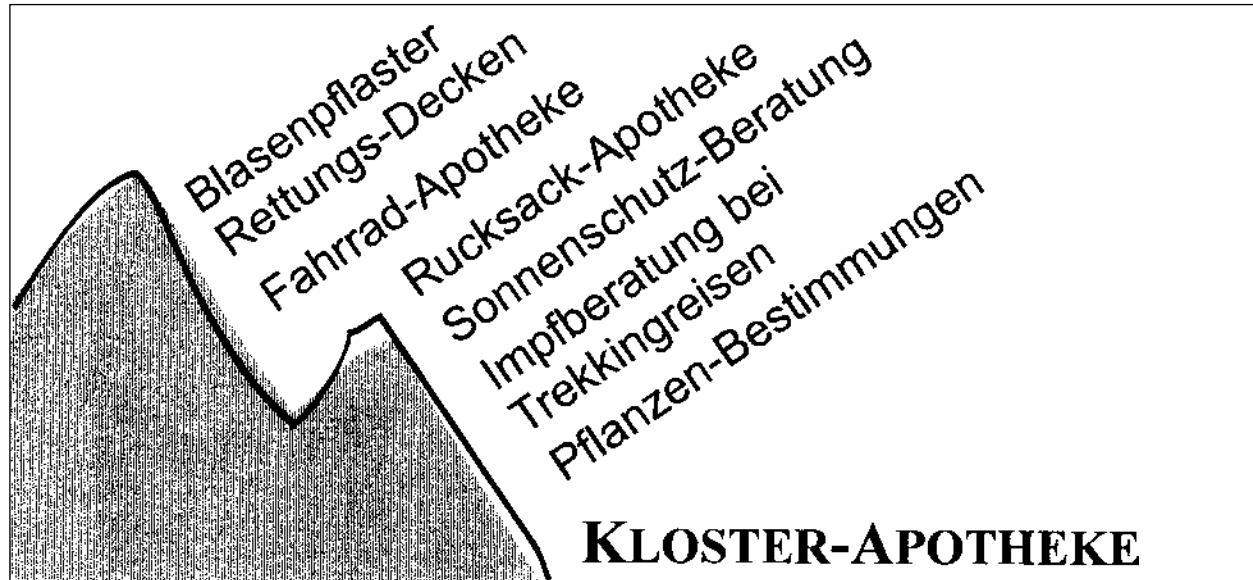 Blasenpflaster
Rettungs-Decken
Fahrrad-Apotheke
Rucksack-Apotheke
Sonnenschutz-Beratung
Impfberatung bei
Trekkingreisen
Pflanzen-Bestimmungen
KLOSTER-APOTHEKE